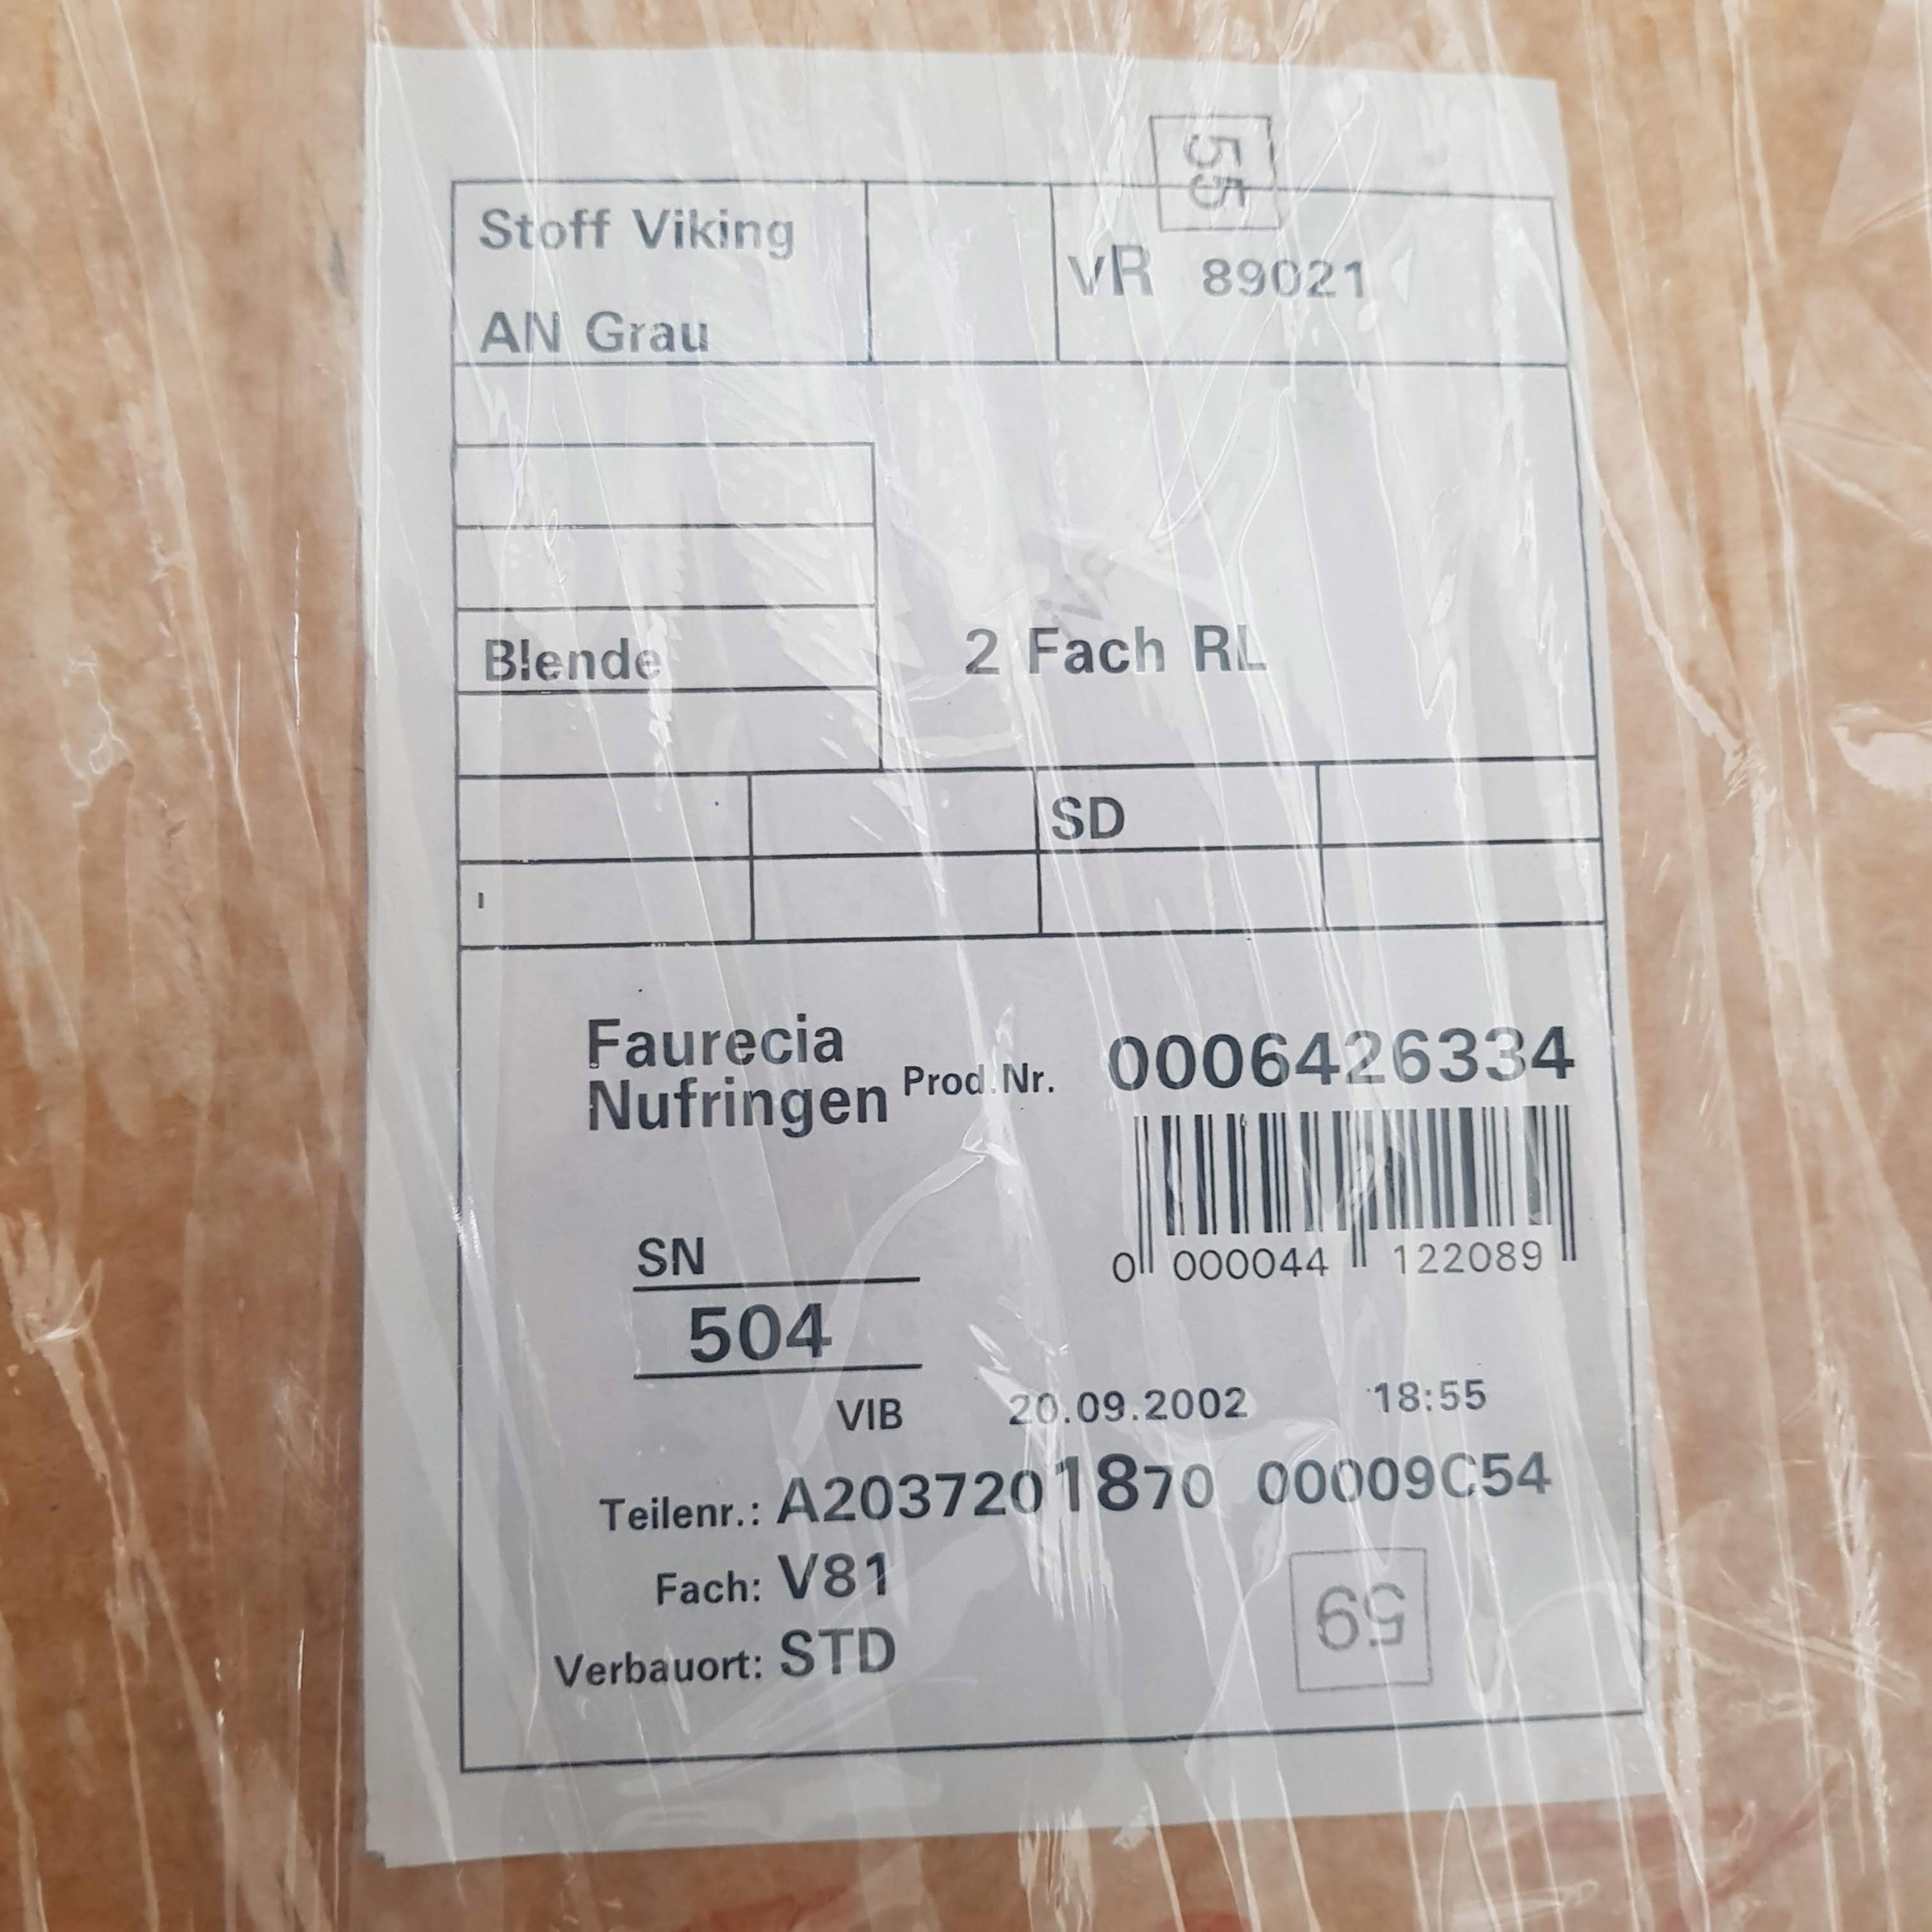 55
Stoff Viking
VR 89021
AN Grau
Blende
2 Fach RL
SD
Faurecia
Nufringen
Prod.Nr.
0006426334
0 000044 122089
SN
504
VIB 20.09.2002 18:55
Teilenr.: A2037201870 00009C54
Fach: V81
Verbauort: STD
59